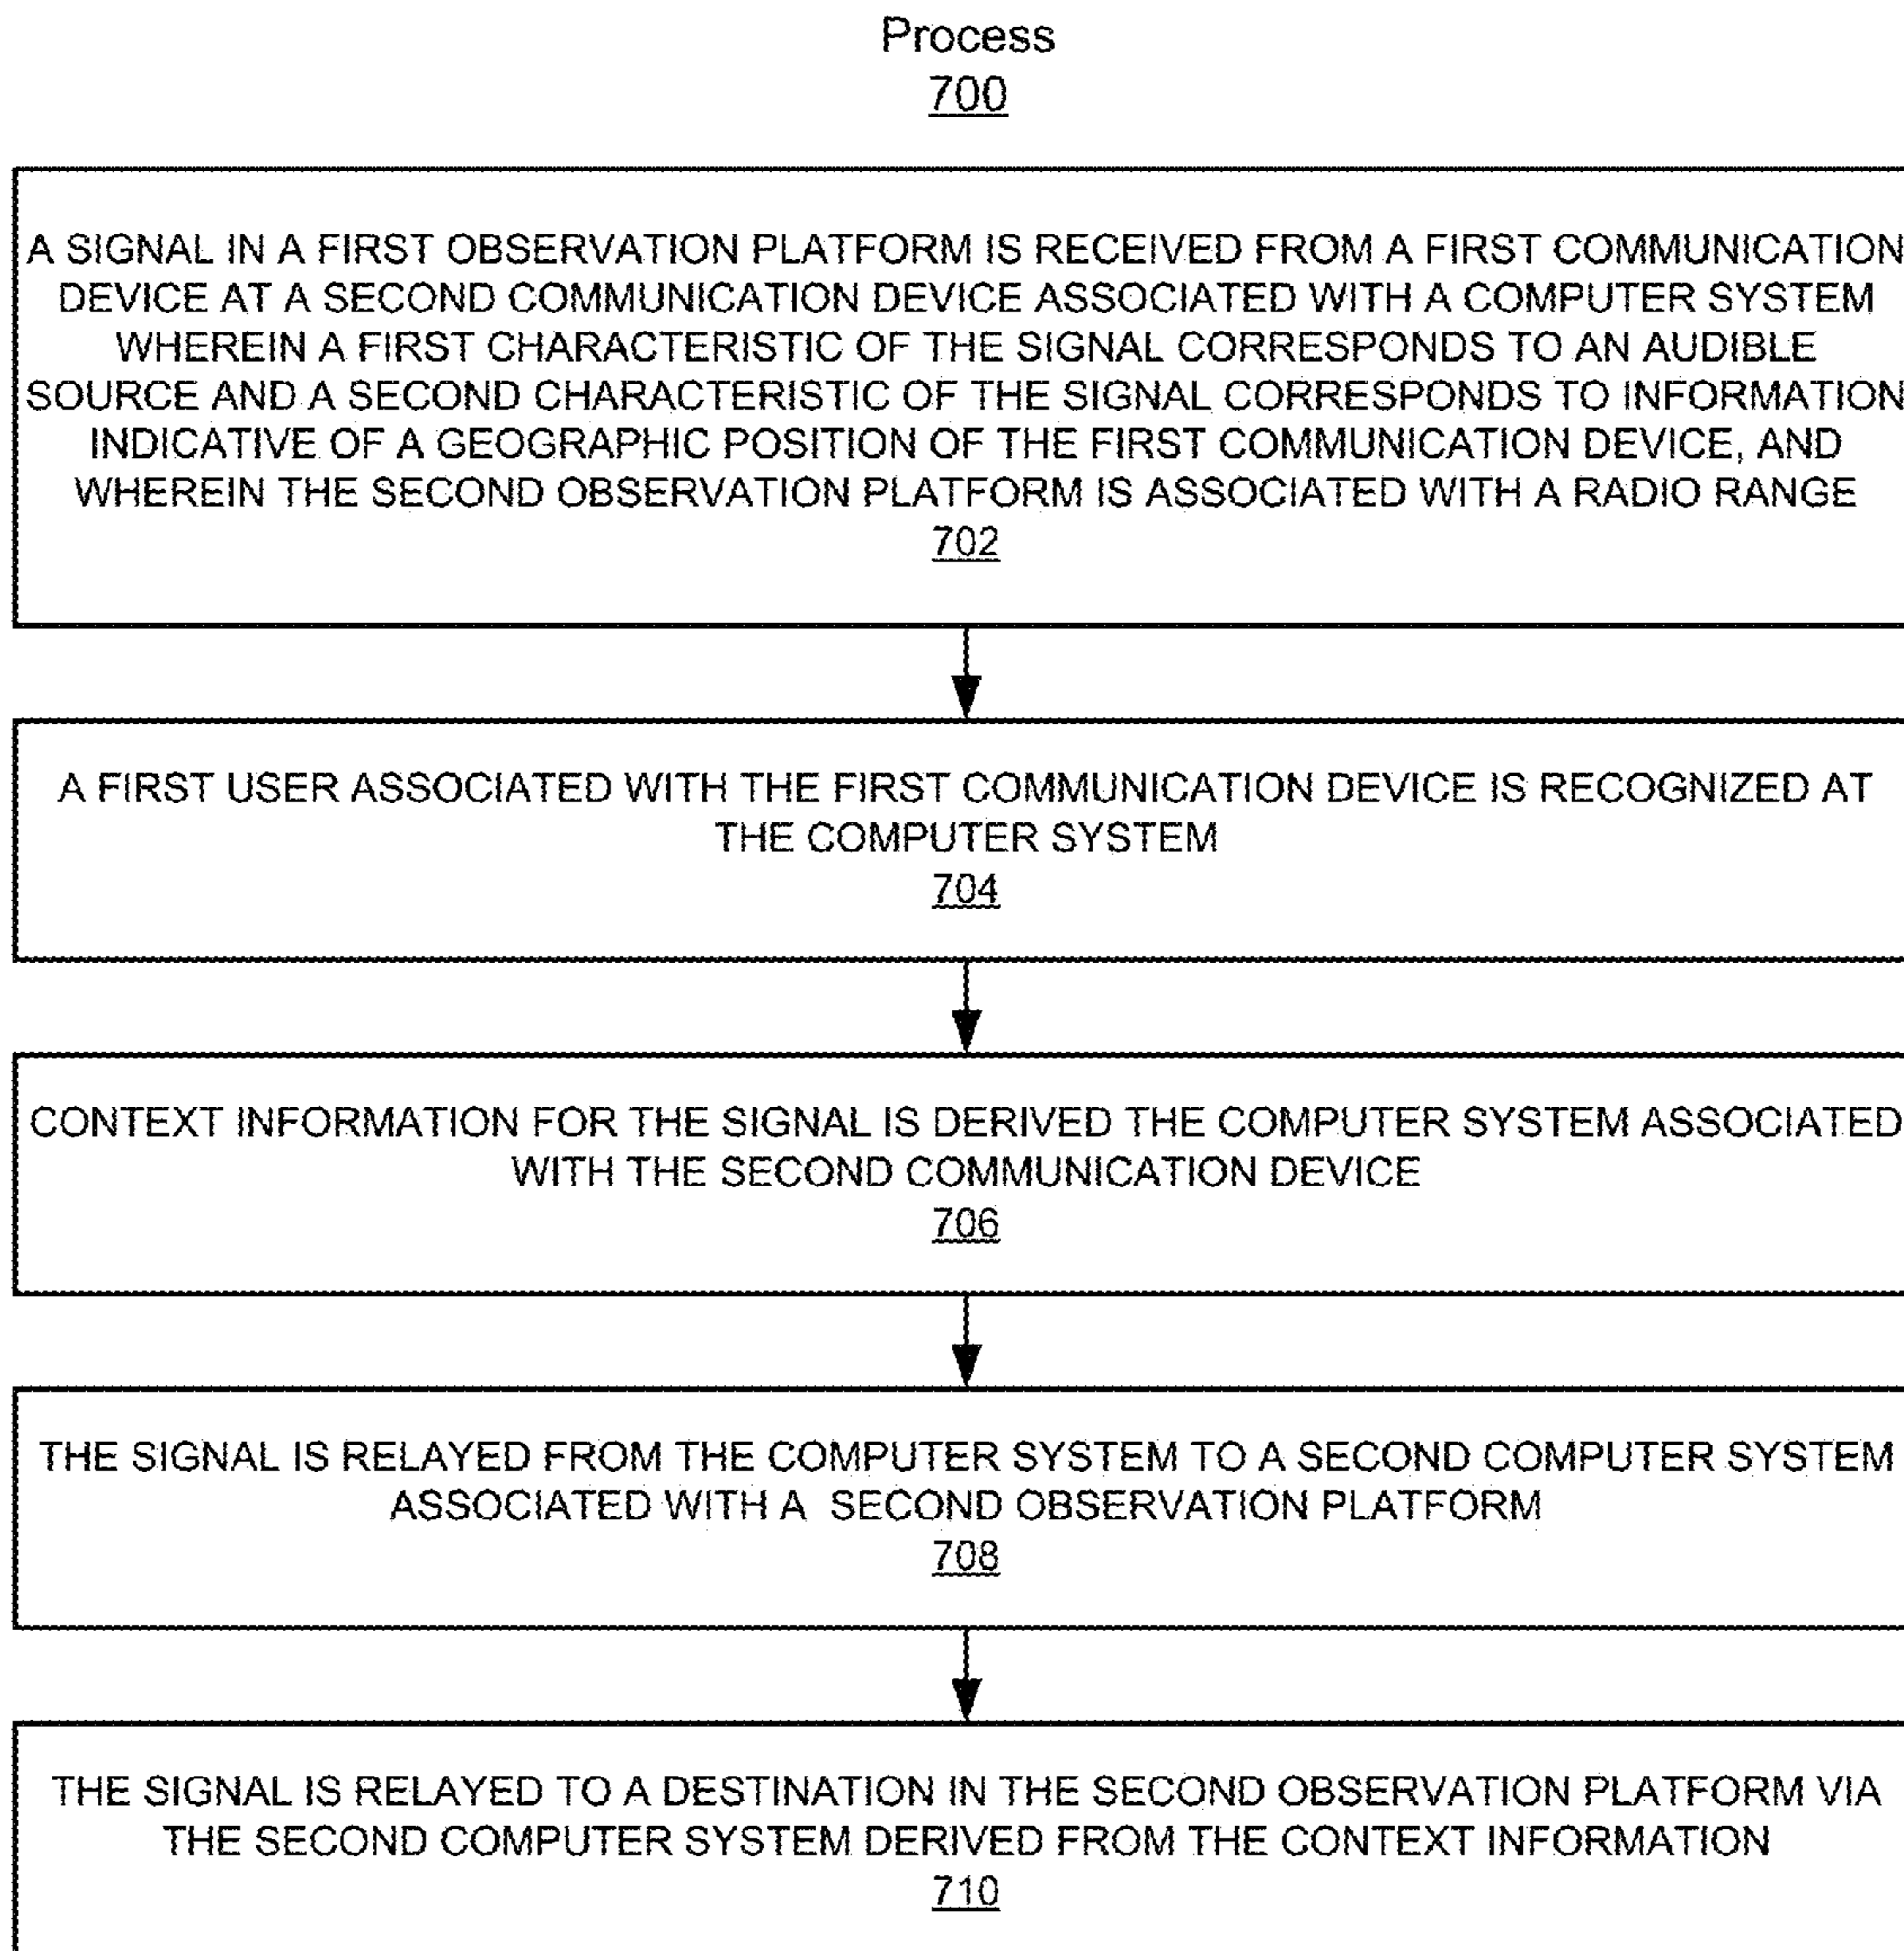 Process
700
A SIGNAL IN A FIRST OBSERVATION PLATFORM IS RECEIVED FROM A FIRST COMMUNICATION
DEVICE AT A SECOND COMMUNICATION DEVICE ASSOCIATED WITH A COMPUTER SYSTEM
WHEREIN A FIRST CHARACTERISTIC OF THE SIGNAL CORRESPONDS TO AN AUDIBLE
SOURCE AND A SECOND CHARACTERISTIC OF THE SIGNAL CORRESPONDS TO INFORMATION
INDICATIVE OF A GEOGRAPHIC POSITION OF THE FIRST COMMUNICATION DEVICE, AND
WHEREIN THE SECOND OBSERVATION PLATFORM IS ASSOCIATED WITH A RADIO RANGE
702
A FIRST USER ASSOCIATED WITH THE FIRST COMMUNICATION DEVICE IS RECOGNIZED AT
THE COMPUTER SYSTEM
704
CONTEXT INFORMATION FOR THE SIGNAL IS DERIVED THE COMPUTER SYSTEM ASSOCIATED
WITH THE SECOND COMMUNICATION DEVICE
706
THE SIGNAL IS RELAYED FROM THE COMPUTER SYSTEM TO A SECOND COMPUTER SYSTEM
ASSOCIATED WITH A SECOND OBSERVATION PLATFORM
708
THE SIGNAL IS RELAYED TO A DESTINATION IN THE SECOND OBSERVATION PLATFORM VIA
THE SECOND COMPUTER SYSTEM DERIVED FROM THE CONTEXT INFORMATION
710